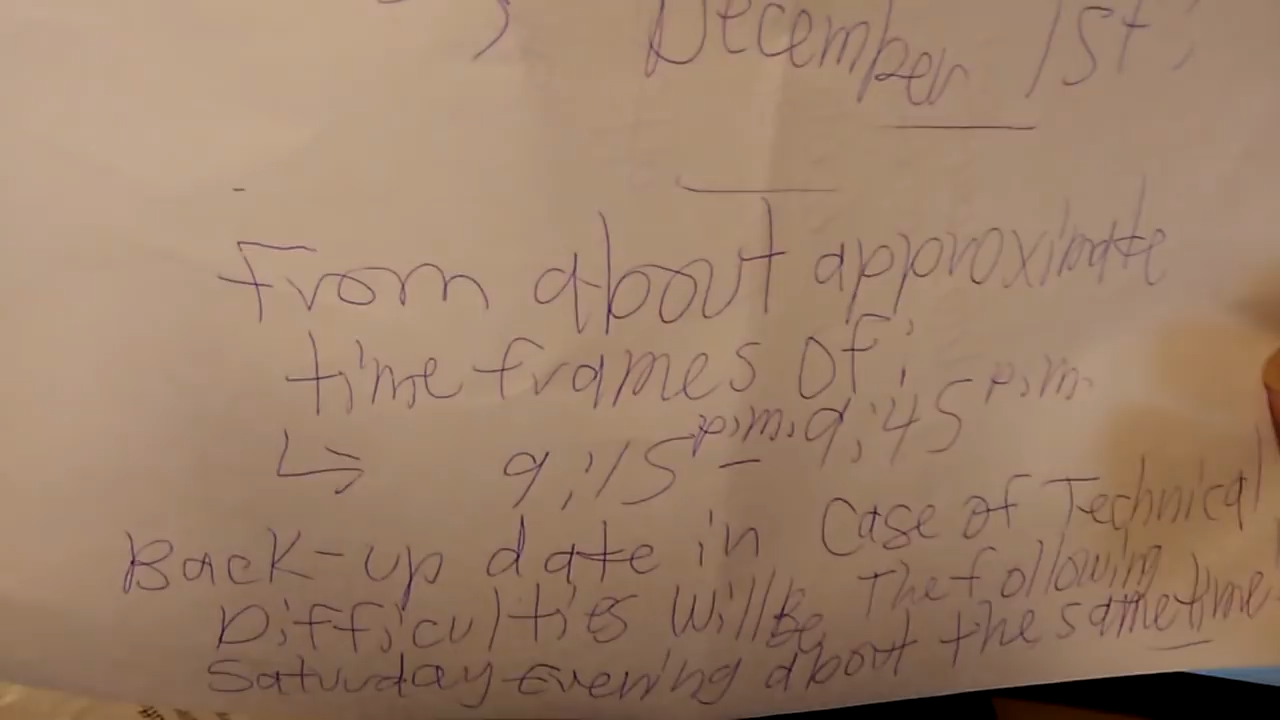 December 1st,
From about approximate
time frames of;
↳ 9;15 p.m. - 9;45 p.m.
Back-up date in Case of Technical
Difficulties Will Be The following
Saturday Evening about the same time